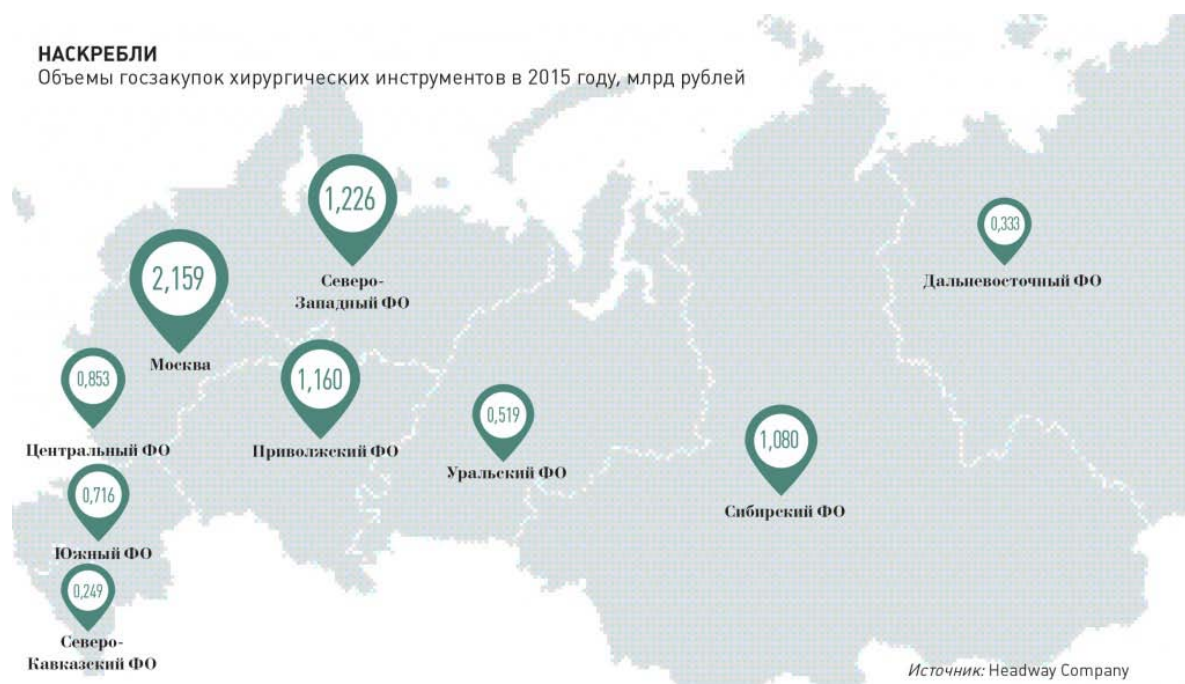 НАСКРЕБЛИ
Объемы госзакупок хирургических инструментов в 2015 году, млрд рублей
1,226
Северо-
Западный ФО
0,333
Дальневосточный ФО
2,159
Москва
0,853
Центральный ФО
1,160
Приволжский ФО
0,519
Уральский ФО
1,080
Сибирский ФО
0,716
Южный ФО
0,249
Северо-
Кавказский ФО
Источник: Headway Company